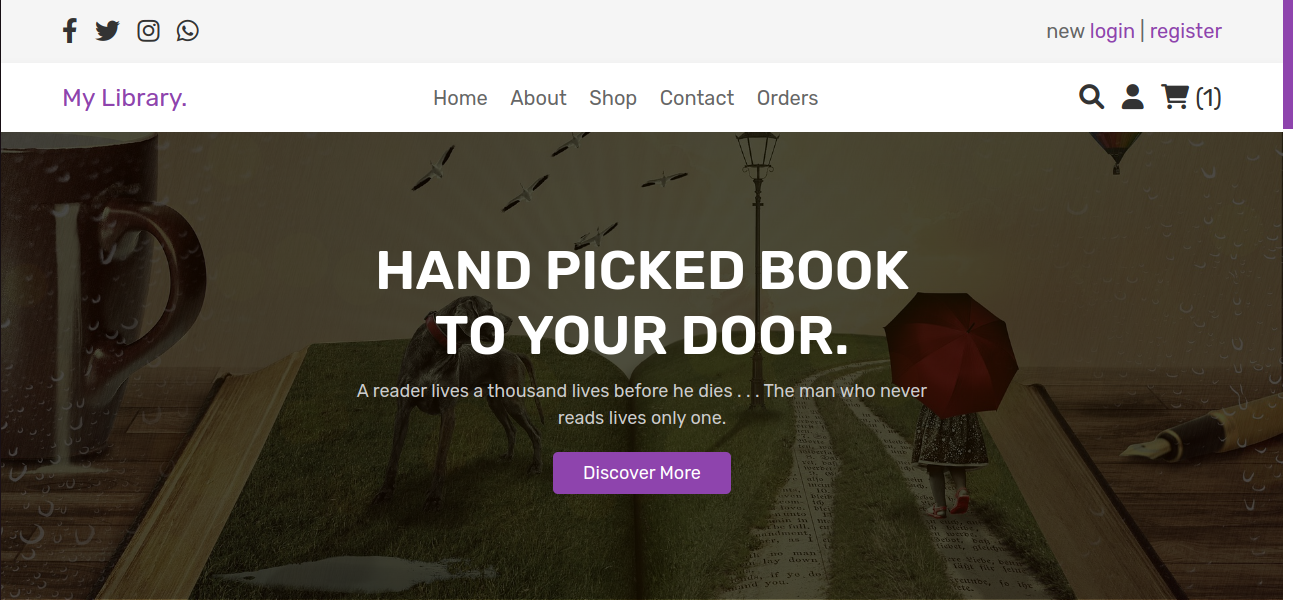 new login | register
My Library.
Home About Shop Contact Orders
(1)
HAND PICKED BOOK
TO YOUR DOOR.
A reader lives a thousand lives before he dies . . . The man who never
reads lives only one.
Discover More